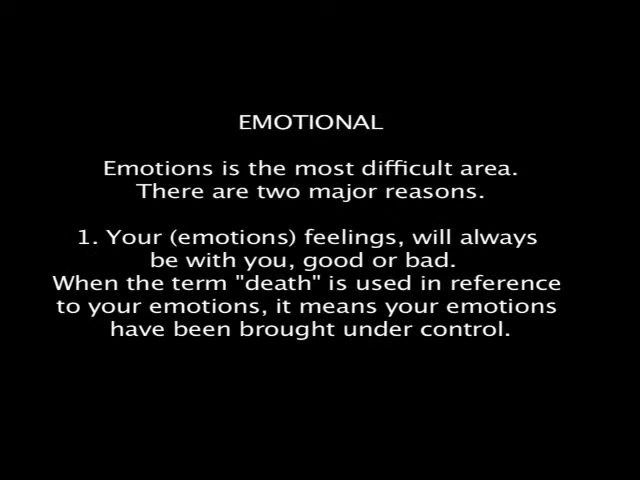 EMOTIONAL
Emotions is the most difficult area.
There are two major reasons.
1. Your (emotions) feelings, will always
be with you, good or bad.
When the term "death" is used in reference
to your emotions, it means your emotions
have been brought under control.